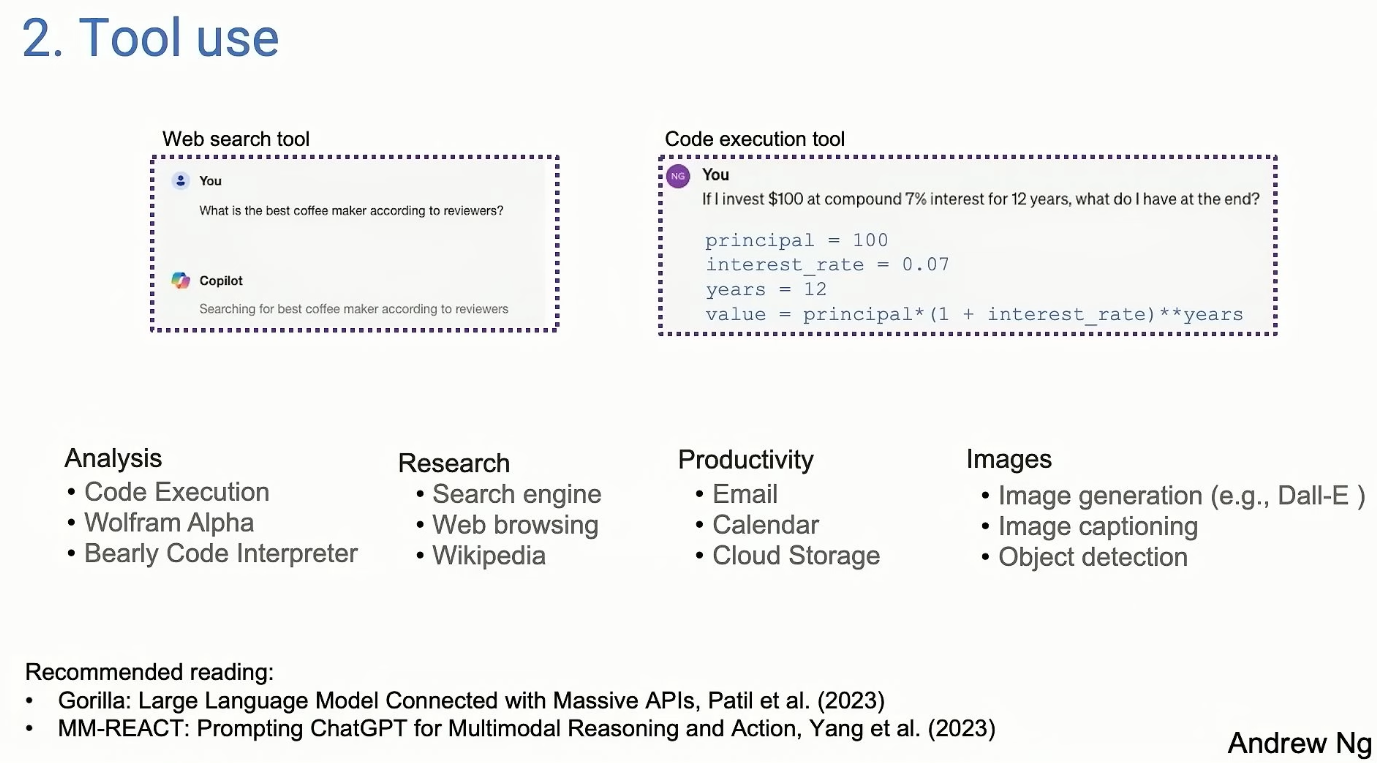 2. Tool use
Web search tool
You
What is the best coffee maker according to reviewers?
Copilot
Searching for best coffee maker according to reviewers
Code execution tool
NG
You
If I invest $100 at compound 7% interest for 12 years, what do I have at the end?
principal = 100
interest_rate = 0.07
years = 12
value = principal*(1 + interest_rate)**years
Analysis
• Code Execution
• Wolfram Alpha
• Bearly Code Interpreter
Research
• Search engine
• Web browsing
• Wikipedia
Productivity
• Email
• Calendar
• Cloud Storage
Images
• Image generation (e.g., Dall-E )
• Image captioning
• Object detection
Recommended reading:
• Gorilla: Large Language Model Connected with Massive APIs, Patil et al. (2023)
• MM-REACT: Prompting ChatGPT for Multimodal Reasoning and Action, Yang et al. (2023)
Andrew Ng